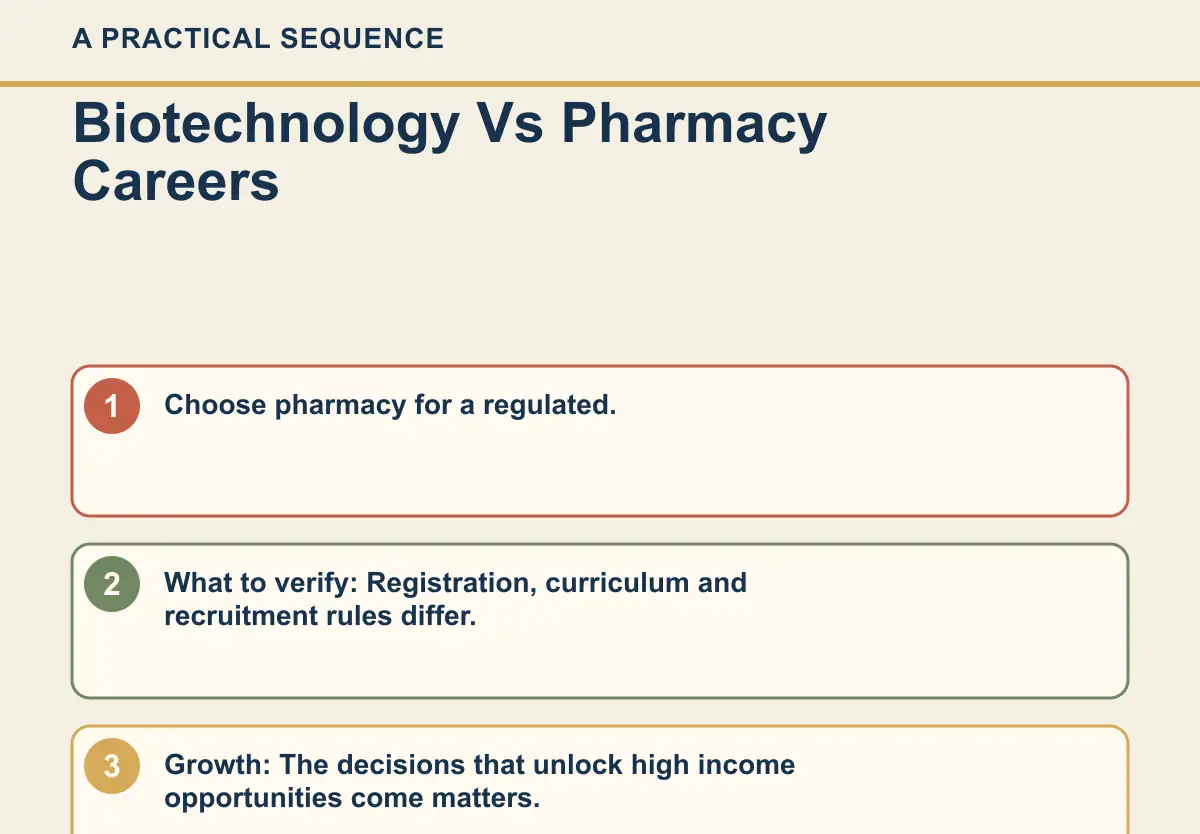 A PRACTICAL SEQUENCE
Biotechnology Vs Pharmacy
Careers
1
Choose pharmacy for a regulated.
2
What to verify: Registration, curriculum and
recruitment rules differ.
3
Growth: The decisions that unlock high income
opportunities come matters.